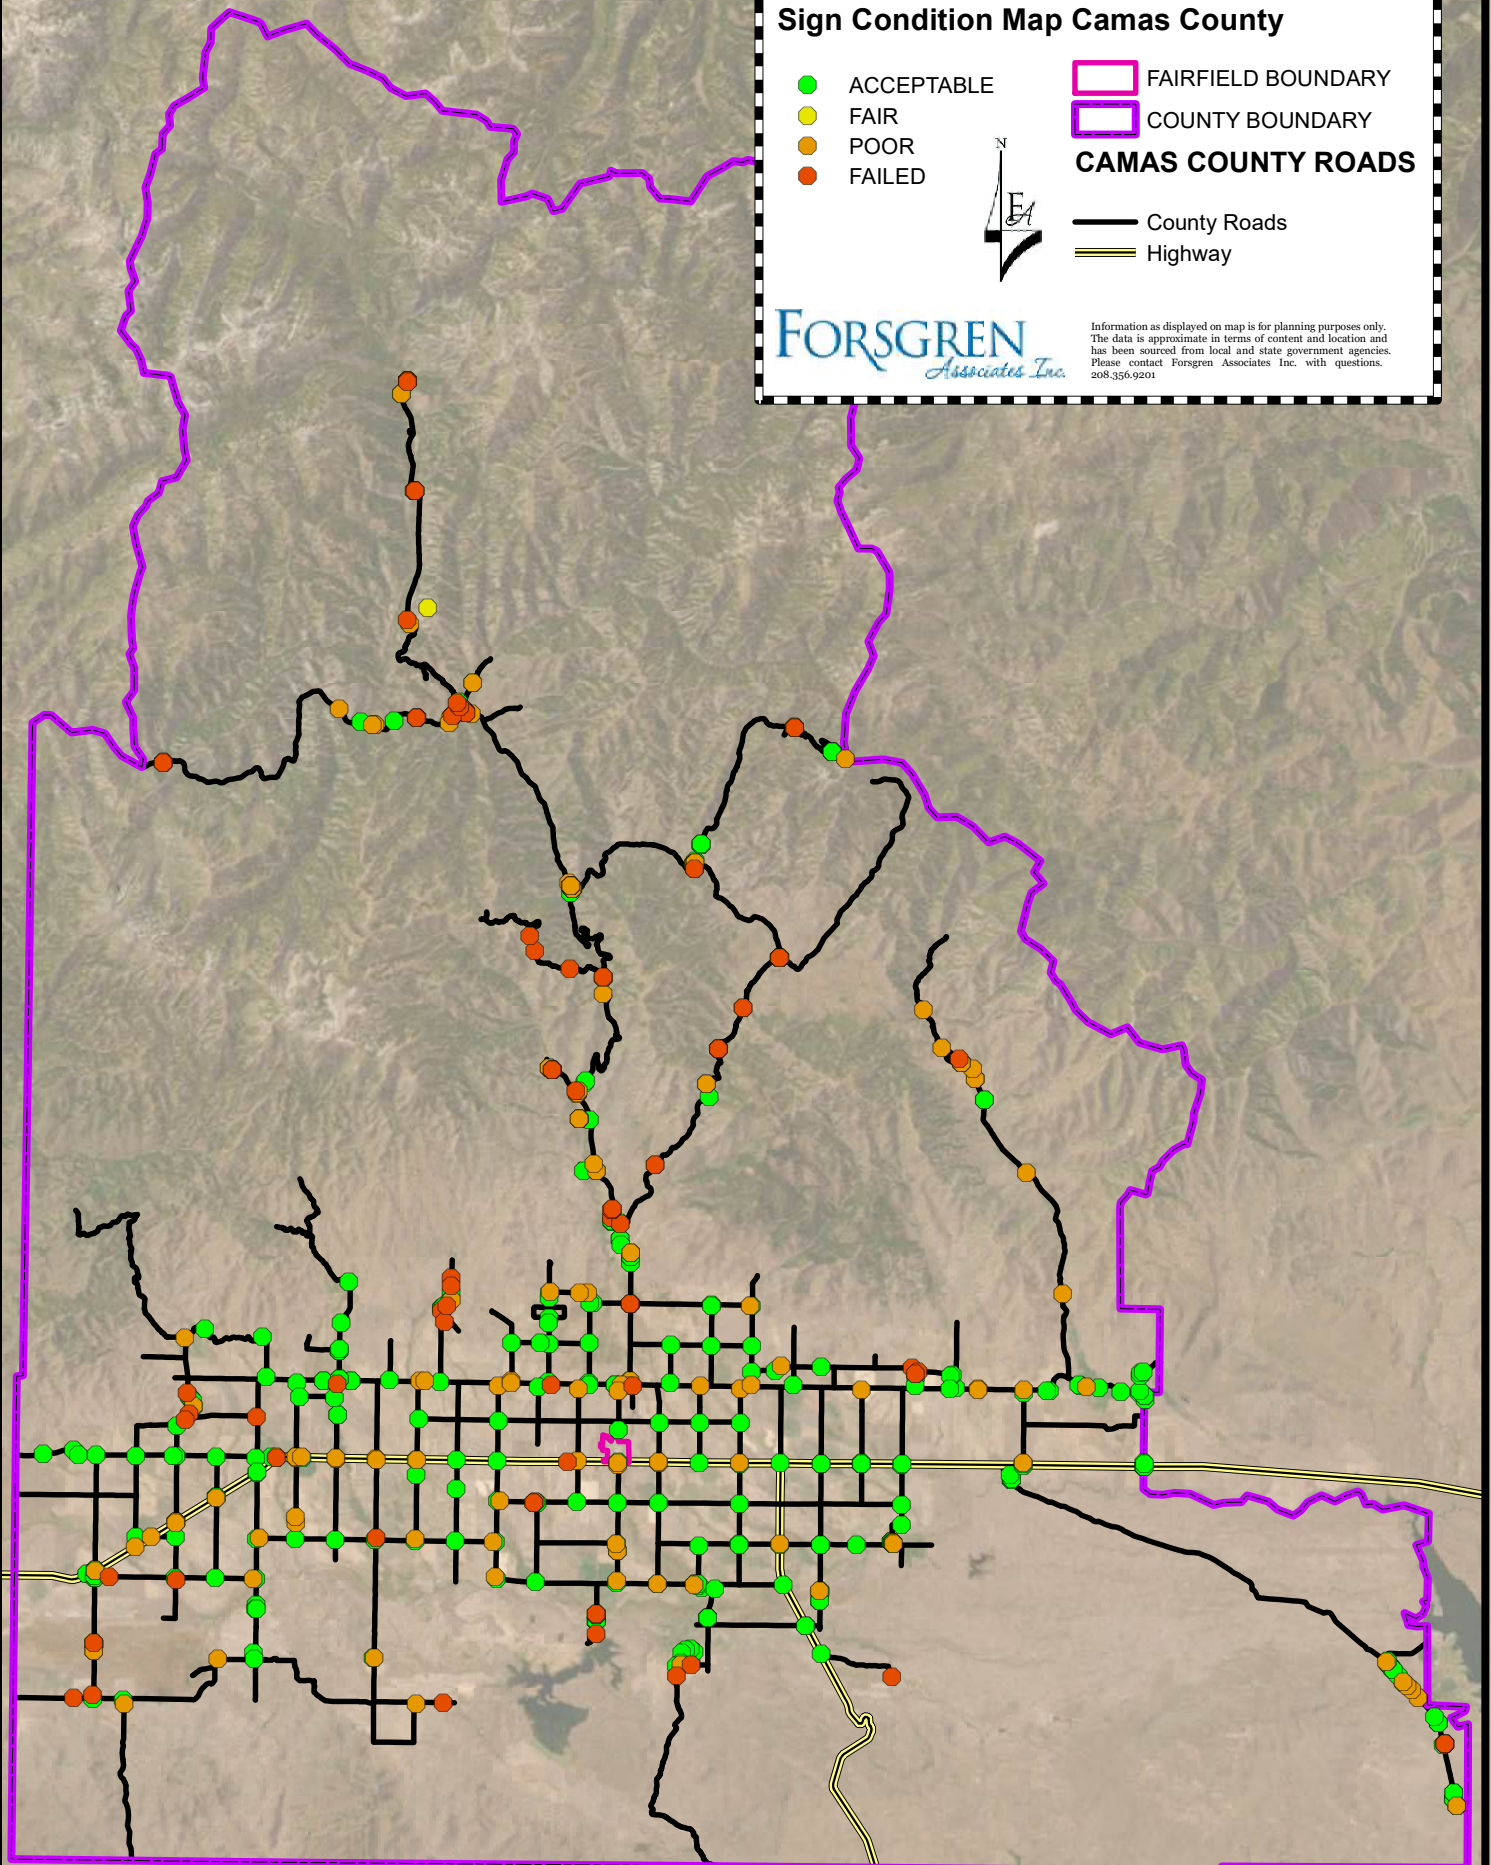 Sign Condition Map Camas County
ACCEPTABLE
FAIR
POOR
FAILED
FAIRFIELD BOUNDARY
COUNTY BOUNDARY
CAMAS COUNTY ROADS
County Roads
Highway
N
FA
FORSGREN
Associates Inc.
Information as displayed on map is for planning purposes only.
The data is approximate in terms of content and location and
has been sourced from local and state government agencies.
Please contact Forsgren Associates Inc. with questions.
208.356.9201